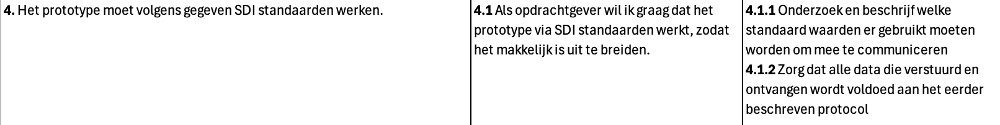 4. Het prototype moet volgens gegeven SDI standaarden werken.
4.1 Als opdrachtgever wil ik graag dat het
prototype via SDI standaarden werkt, zodat
het makkelijk is uit te breiden.
4.1.1 Onderzoek en beschrijf welke
standaard waarden er gebruikt moeten
worden om mee te communiceren
4.1.2 Zorg dat alle data die verstuurd en
ontvangen wordt voldoed aan het eerder
beschreven protocol